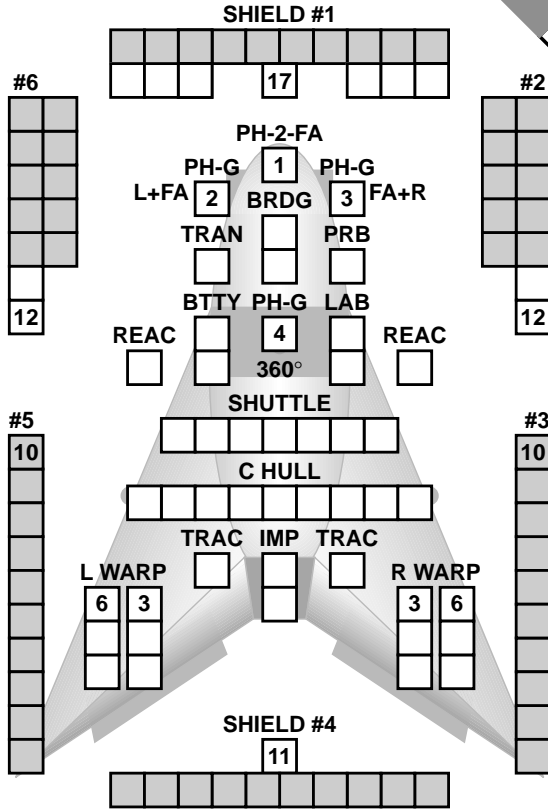 SHIELD #1
17
#6
#2
PH-2-FA
1
PH-G
PH-G
L+FA
2
3
FA+R
BRDG
TRAN
PRB
12
12
BTTY
PH-G
LAB
4
REAC
REAC
360°
SHUTTLE
#5
#3
10
10
C HULL
TRAC
IMP
TRAC
L WARP
R WARP
6
3
3
6
SHIELD #4
11